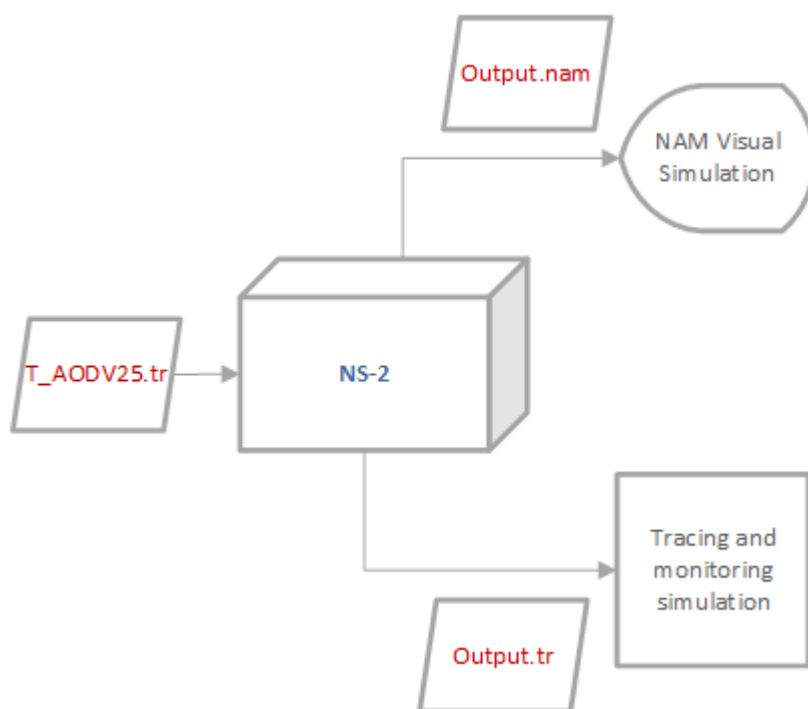 Output.nam
NAM Visual
Simulation
T_AODV25.tr
NS-2
Tracing and
monitoring
simulation
Output.tr